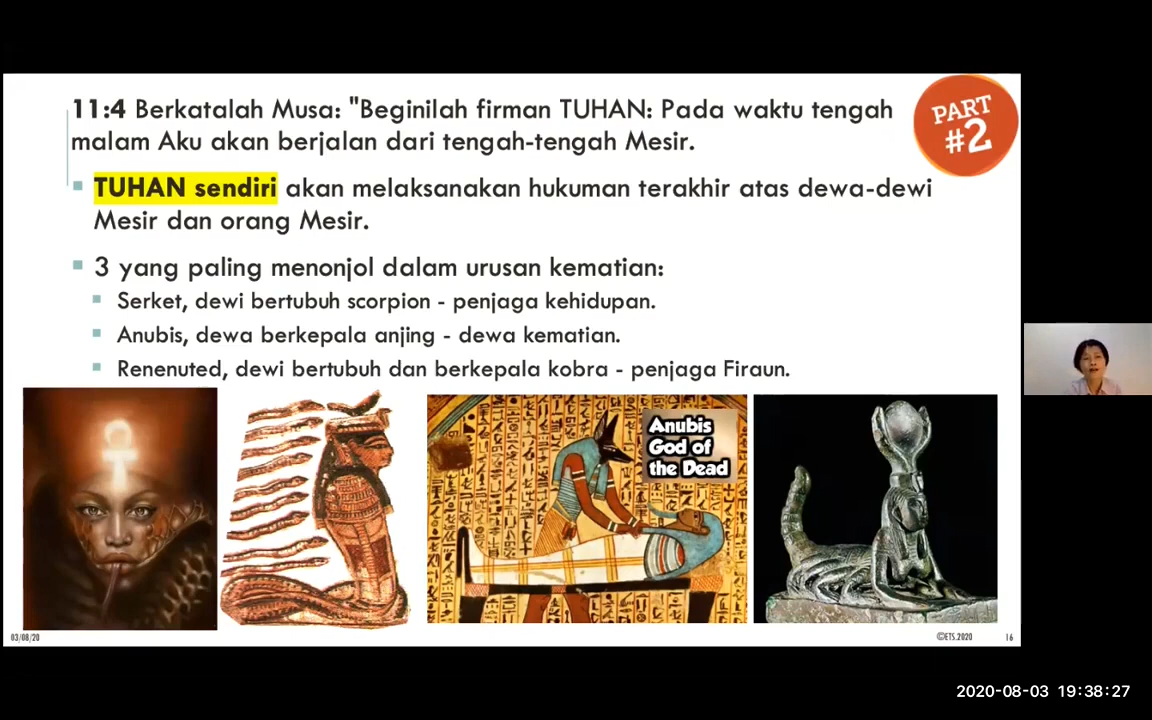 11:4 Berkatalah Musa: "Beginilah firman TUHAN: Pada waktu tengah
malam Aku akan berjalan dari tengah-tengah Mesir.
PART
#2
TUHAN sendiri akan melaksanakan hukuman terakhir atas dewa-dewi
Mesir dan orang Mesir.
3 yang paling menonjol dalam urusan kematian:
Serket, dewi bertubuh scorpion - penjaga kehidupan.
Anubis, dewa berkepala anjing - dewa kematian.
Renenuted, dewi bertubuh dan berkepala kobra - penjaga Firaun.
Anubis
God of
the Dead
03/08/20
©ETS.2020
16
2020-08-03 19:38:27